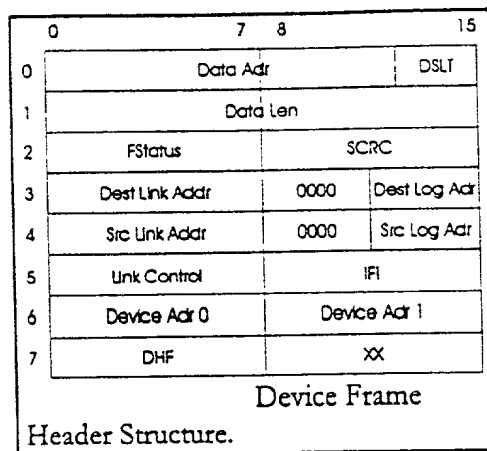 0 7 8 15
0 Data Adr DSLT
1 Data Len
2 FStatus SCRC
3 Dest Link Addr 0000 Dest Log Adr
4 Src Link Addr 0000 Src Log Adr
5 Link Control IFI
6 Device Adr 0 Device Adr 1
7 DHF XX
Device Frame
Header Structure.